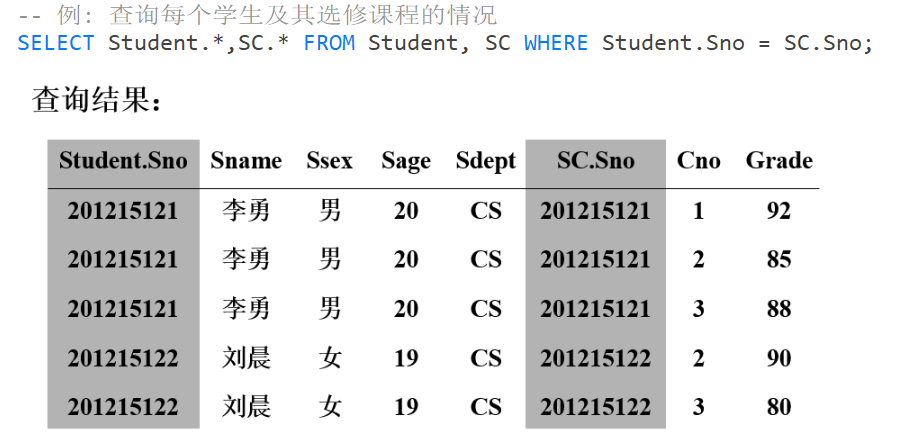 -- 例: 查询每个学生及其选修课程的情况
SELECT Student.*,SC.* FROM Student, SC WHERE Student.Sno = SC.Sno;
查询结果：
Student.Sno Sname Ssex Sage Sdept SC.Sno Cno Grade
201215121 李勇 男 20 CS 201215121 1 92
201215121 李勇 男 20 CS 201215121 2 85
201215121 李勇 男 20 CS 201215121 3 88
201215122 刘晨 女 19 CS 201215122 2 90
201215122 刘晨 女 19 CS 201215122 3 80